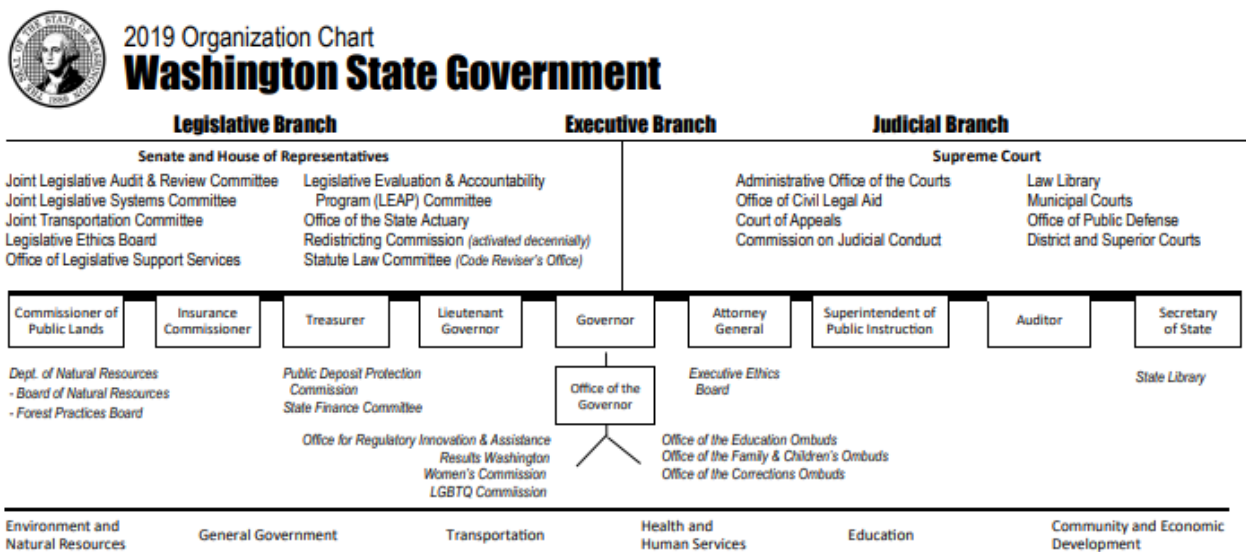 2019 Organization Chart
Washington State Government
THE SEAL OF THE STATE OF WASHINGTON
1889
Legislative Branch
Executive Branch
Judicial Branch
Senate and House of Representatives
Joint Legislative Audit & Review Committee
Joint Legislative Systems Committee
Joint Transportation Committee
Legislative Ethics Board
Office of Legislative Support Services
Legislative Evaluation & Accountability
Program (LEAP) Committee
Office of the State Actuary
Redistricting Commission (activated decennially)
Statute Law Committee (Code Reviser's Office)
Supreme Court
Administrative Office of the Courts
Office of Civil Legal Aid
Court of Appeals
Commission on Judicial Conduct
Law Library
Municipal Courts
Office of Public Defense
District and Superior Courts
Commissioner of
Public Lands
Insurance
Commissioner
Treasurer
Lieutenant
Governor
Governor
Attorney
General
Superintendent of
Public Instruction
Auditor
Secretary
of State
Dept. of Natural Resources
- Board of Natural Resources
- Forest Practices Board
Public Deposit Protection
Commission
State Finance Committee
Office of the
Governor
Executive Ethics
Board
State Library
Office for Regulatory Innovation & Assistance
Results Washington
Women's Commission
LGBTQ Commiission
Office of the Education Ombuds
Office of the Family & Children's Ombuds
Office of the Corrections Ombuds
Environment and
Natural Resources
General Government
Transportation
Health and
Human Services
Education
Community and Economic
Development